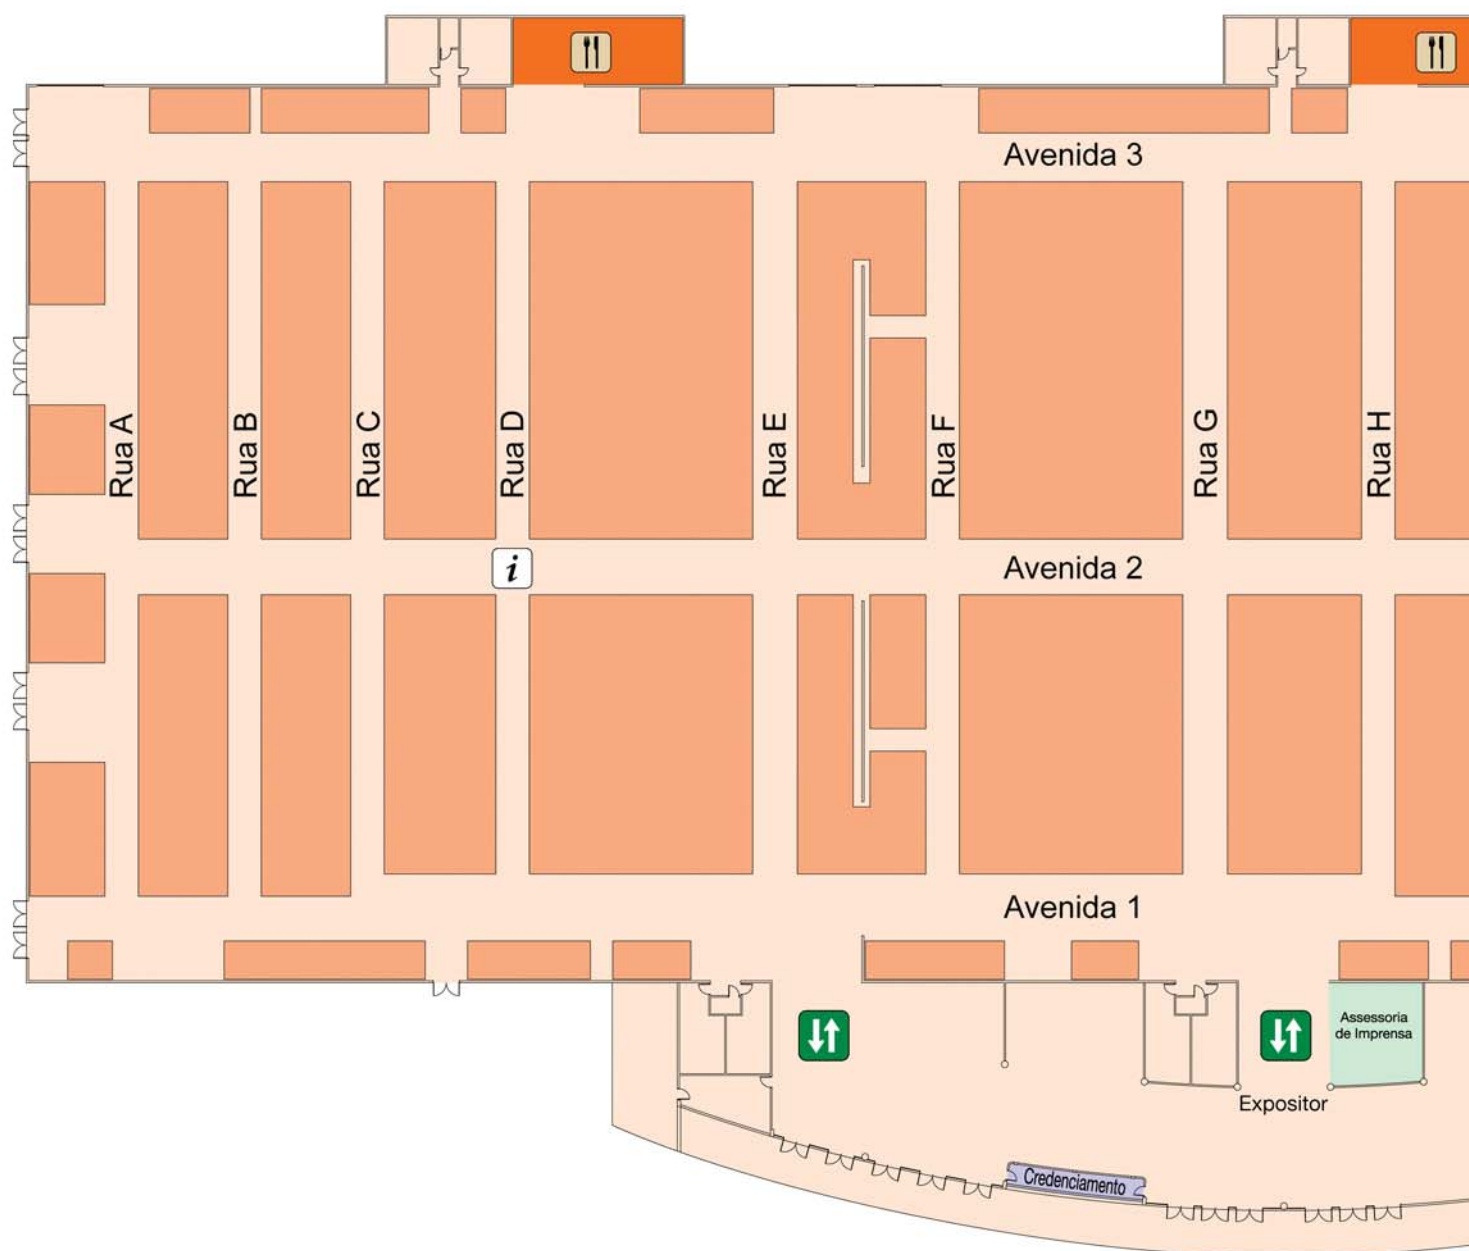 Avenida 3
Rua A
Rua B
Rua C
Rua D
Rua E
Rua F
Rua G
Rua H
i
Avenida 2
Avenida 1
Assessoria
de Imprensa
Expositor
Credenciamento